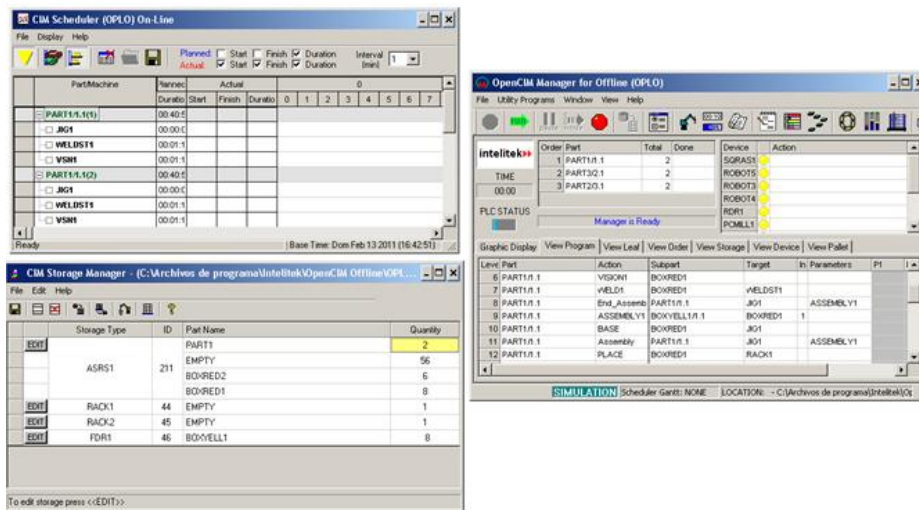 CIM Scheduler (OPLO) On-Line
File Display Help
Planned: Start Finish Duration Interval
Actual: Start Finish Duration (min) 1
Part/Machine Planned Actual 0
Duratio Start Finish Duratio 0 1 2 3 4 5 6 7
PART1/1.1(1) 00:40:5
JIG1 00:00:0
WELDST1 00:01:1
VSN1 00:01:1
PART1/1.1(2) 00:40:5
JIG1 00:00:0
WELDST1 00:01:1
VSN1 00:01:1
Ready Base Time: Dom Feb 13 2011 (16:42:51)
CIM Storage Manager - (C:\Archivos de programa\Intelitek\OpenCIM Offline\OPL...
File Edit Help
Storage Type ID Part Name Quantity
EDIT ASRS1 211 PART1 2
EMPTY 56
BOXRED2 6
BOXRED1 8
EDIT RACK1 44 EMPTY 1
EDIT RACK2 45 EMPTY 1
EDIT FDR1 46 BOXYELL1 8
To edit storage press <<EDIT>>
OpenCIM Manager for Offline (OPLO)
File Utility Programs Window View Help
intelitek
TIME
00:00
PLC STATUS
Order Part Total Done
1 PART1/1.1 2
2 PART3/2.1 2
3 PART2/3.1 2
Manager is Ready
Device Action
SQRAS1
ROBOT5
ROBOT3
ROBOT4
RDR1
PCMILL1
Graphic Display View Program View Leaf View Order View Storage View Device View Pallet
Leve Part Action Subpart Target In Parameters P1
6 PART1/1.1 VISION1 BOXRED1
7 PART1/1.1 WELD1 BOXRED1 WELDST1
8 PART1/1.1 End_Assemb PART1/1.1 JIG1 ASSEMBLY1
9 PART1/1.1 ASSEMBLY1 BOXYELL1/1.1 BOXRED1 1
10 PART1/1.1 BASE BOXRED1 JIG1
11 PART1/1.1 Assembly PART1/1.1 JIG1 ASSEMBLY1
12 PART1/1.1 PLACE BOXRED1 RACK1
SIMULATION Scheduler Gantt: NONE LOCATION: - C:\Archivos de programa\Intelitek\Op